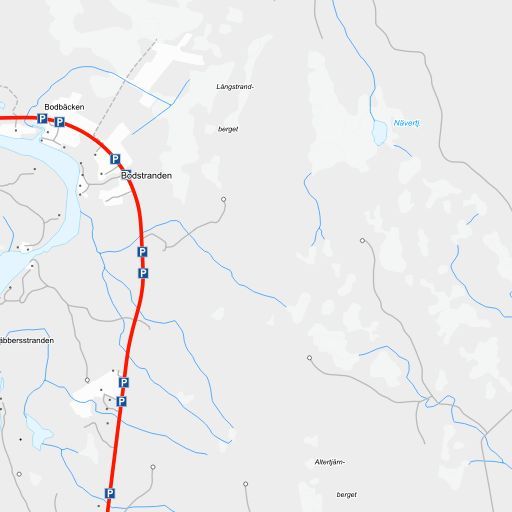 Långstrand-
berget
Bodbäcken
P
P
Nävertj
P
Bodstranden
P
P
äbbersstranden
P
P
Altertjärn-
berget
P